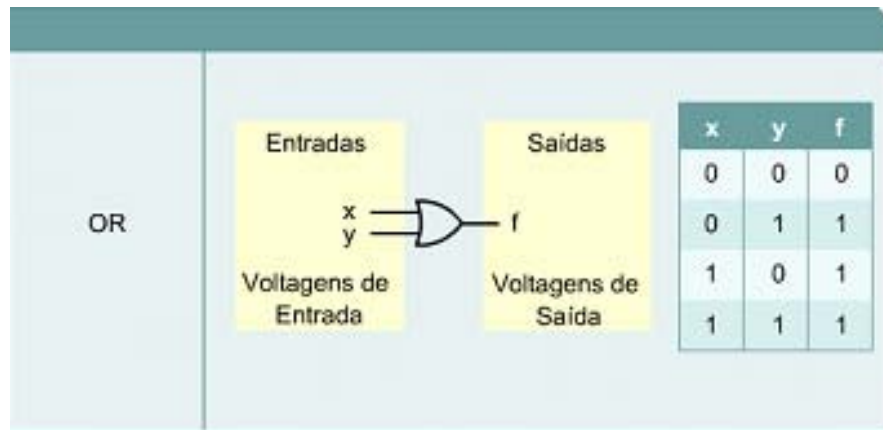 OR
Entradas
x
y
Voltagens de
Entrada
Saídas
f
Voltagens de
Saída
x y f
0 0 0
0 1 1
1 0 1
1 1 1